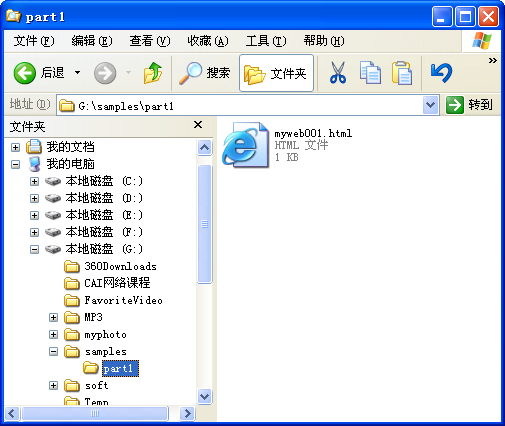 part1
文件(F) 编辑(E) 查看(V) 收藏(A) 工具(T) 帮助(H)
后退 搜索 文件夹
地址(D) G:\samples\part1 转到
文件夹
我的文档
我的电脑
本地磁盘 (C:)
本地磁盘 (D:)
本地磁盘 (E:)
本地磁盘 (F:)
本地磁盘 (G:)
360Downloads
CAI网络课程
FavoriteVideo
MP3
myphoto
samples
part1
soft
Temp
myweb001.html
HTML 文件
1 KB